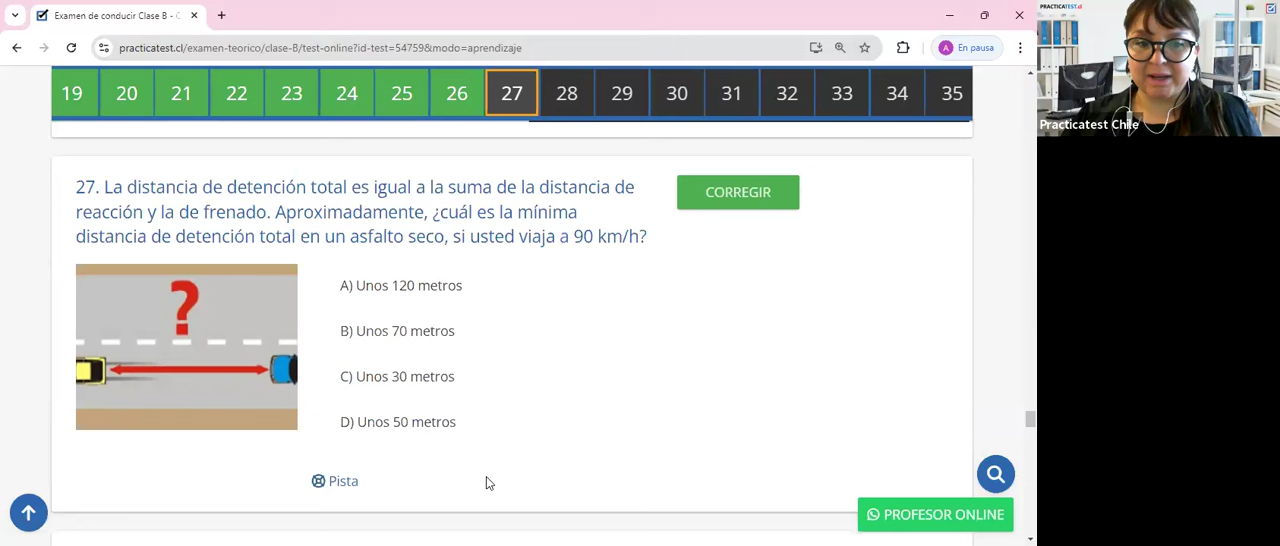 Examen de conducir Clase B - C
practicatest.cl/examen-teorico/clase-B/test-online?id-test=54759&modo=aprendizaje
A En pausa
PRACTICATEST.cl
Practicatest Chile
19 20 21 22 23 24 25 26 27 28 29 30 31 32 33 34 35
27. La distancia de detención total es igual a la suma de la distancia de
reacción y la de frenado. Aproximadamente, ¿cuál es la mínima
distancia de detención total en un asfalto seco, si usted viaja a 90 km/h?
CORREGIR
?
A) Unos 120 metros
B) Unos 70 metros
C) Unos 30 metros
D) Unos 50 metros
Pista
PROFESOR ONLINE